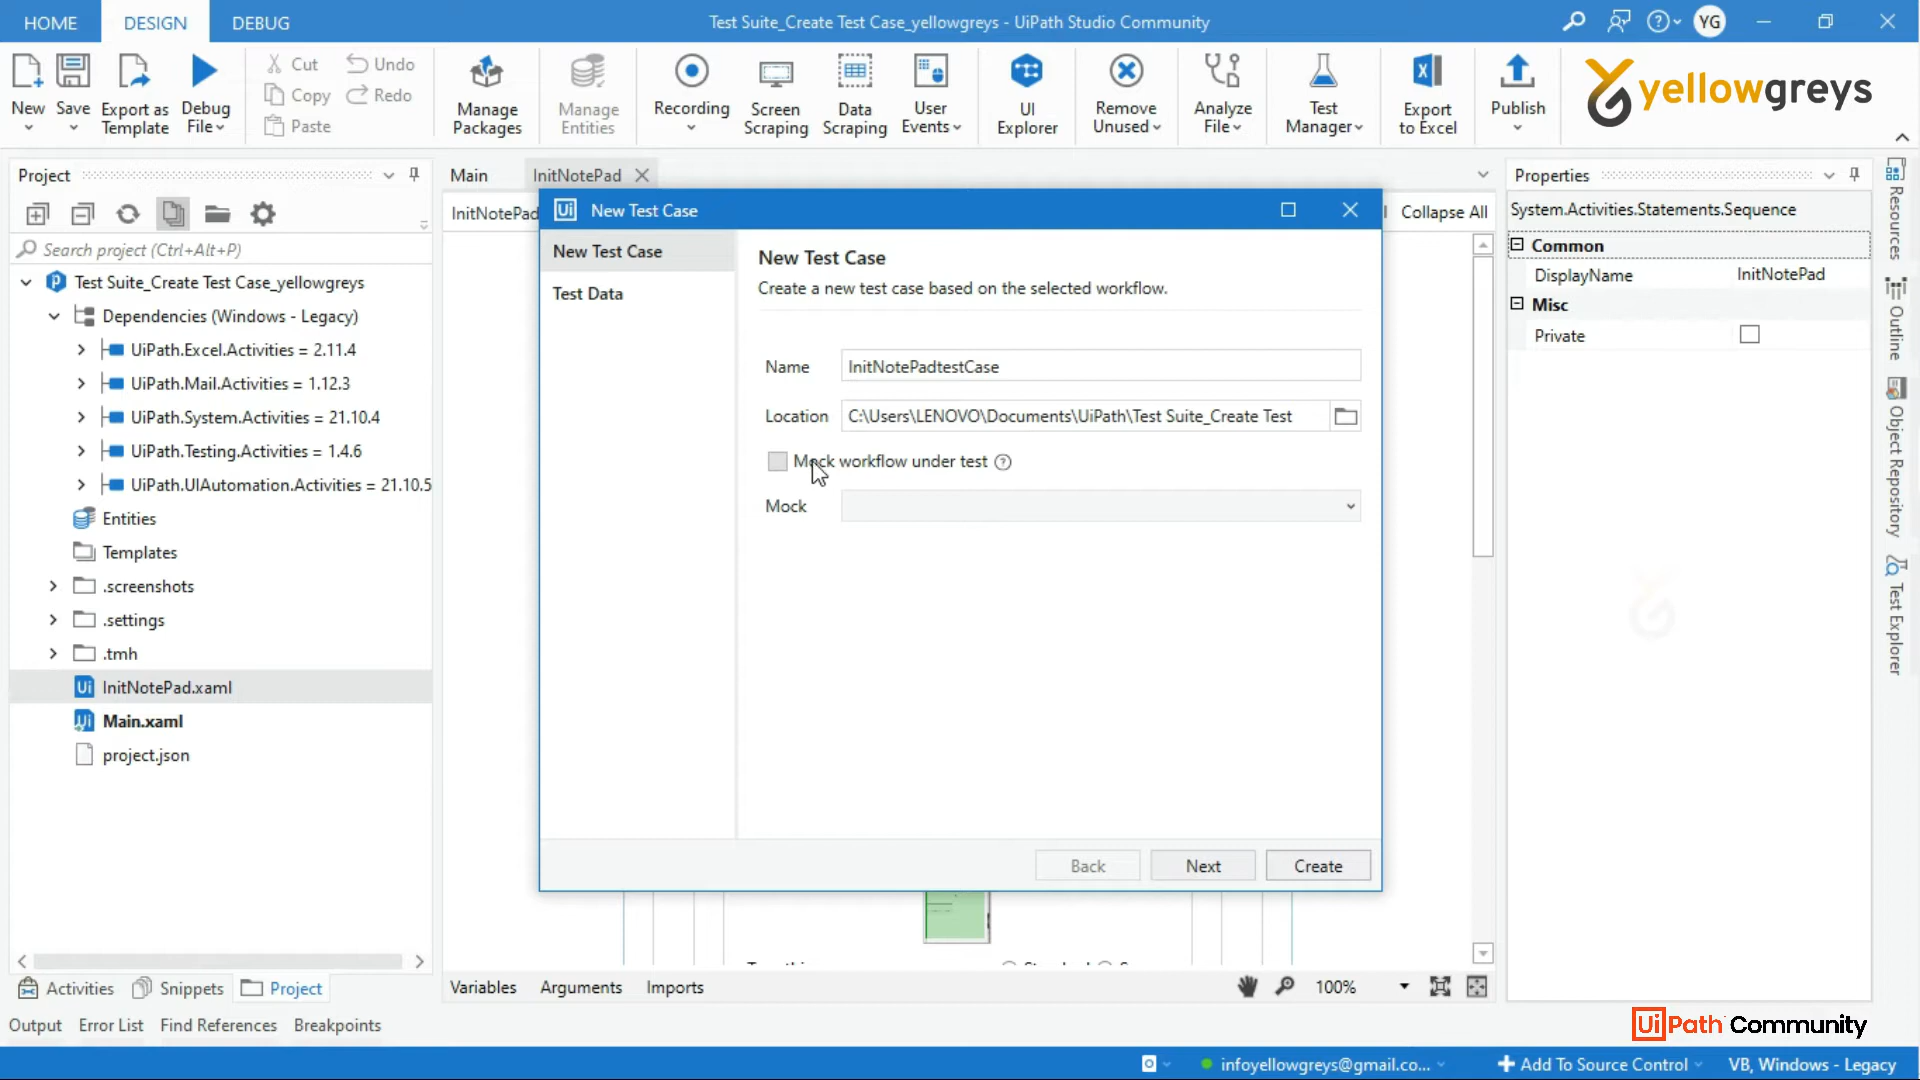 HOME DESIGN DEBUG Test Suite_Create Test Case_yellowgreys - UiPath Studio Community YG
New Save Export as Template Debug File Cut Copy Paste Undo Redo Manage Packages Manage Entities Recording Screen Scraping Data Scraping User Events UI Explorer Remove Unused Analyze File Test Manager Export to Excel Publish yellowgreys
Project
Search project (Ctrl+Alt+P)
Test Suite_Create Test Case_yellowgreys
Dependencies (Windows - Legacy)
UiPath.Excel.Activities = 2.11.4
UiPath.Mail.Activities = 1.12.3
UiPath.System.Activities = 21.10.4
UiPath.Testing.Activities = 1.4.6
UiPath.UIAutomation.Activities = 21.10.5
Entities
Templates
.screenshots
.settings
.tmh
InitNotePad.xaml
Main.xaml
project.json
Activities Snippets Project
Main InitNotePad
InitNotePad Collapse All
Ui New Test Case
New Test Case
Test Data
New Test Case
Create a new test case based on the selected workflow.
Name InitNotePadtestCase
Location C:\Users\LENOVO\Documents\UiPath\Test Suite_Create Test
Mock workflow under test
Mock
Back Next Create
Variables Arguments Imports 100%
Properties
System.Activities.Statements.Sequence
Common
DisplayName InitNotePad
Misc
Private
Resources
Outline
Object Repository
Test Explorer
Output Error List Find References Breakpoints
UiPath Community
infoyellowgreys@gmail.co... Add To Source Control VB, Windows - Legacy